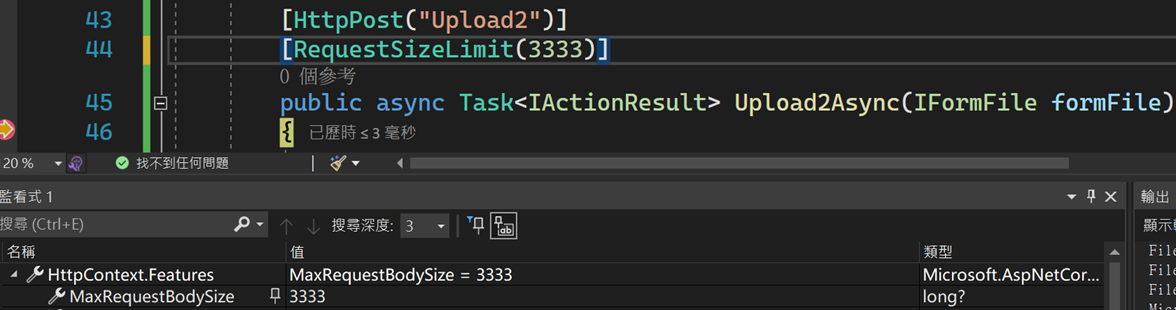 43 [HttpPost("Upload2")]
44 [RequestSizeLimit(3333)]
0 個參考
45 public async Task<IActionResult> Upload2Async(IFormFile formFile)
46 { 已歷時 ≤ 3 毫秒
20 % 找不到任何問題
監看式 1 輸出
搜尋 (Ctrl+E) 搜尋深度: 3 顯示
名稱 值 類型 File
HttpContext.Features MaxRequestBodySize = 3333 Microsoft.AspNetCor... File
MaxRequestBodySize 3333 long? File